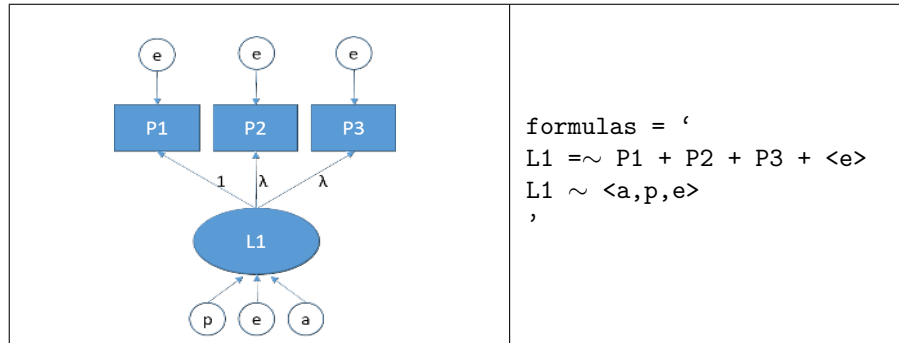 e e e
P1 P2 P3
1 λ λ
L1
p e a
formulas = ‘
L1 =∼ P1 + P2 + P3 + <e>
L1 ∼ <a,p,e>
’